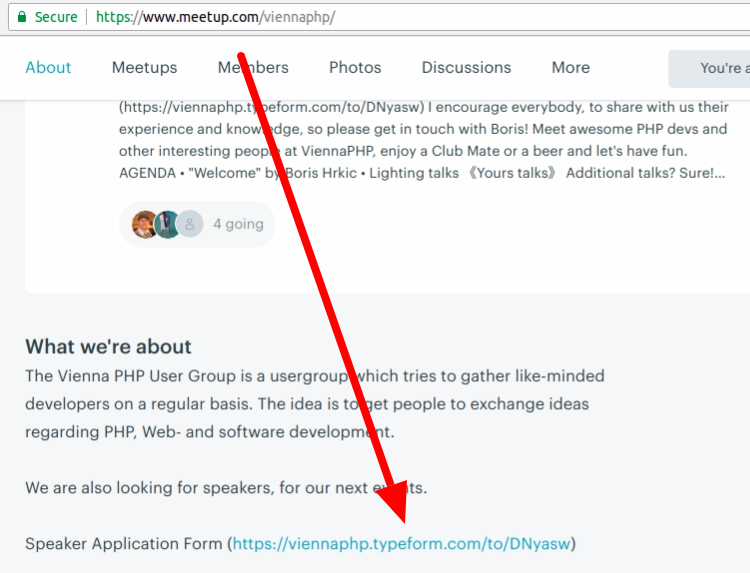 Secure https://www.meetup.com/viennaphp/
About Meetups Members Photos Discussions More You're a
(https://viennaphp.typeform.com/to/DNyasw) I encourage everybody, to share with us their
experience and knowledge, so please get in touch with Boris! Meet awesome PHP devs and
other interesting people at ViennaPHP, enjoy a Club Mate or a beer and let's have fun.
AGENDA • "Welcome" by Boris Hrkic • Lighting talks 《Yours talks》 Additional talks? Sure!...
4 going
What we're about
The Vienna PHP User Group is a usergroup which tries to gather like-minded
developers on a regular basis. The idea is to get people to exchange ideas
regarding PHP, Web- and software development.
We are also looking for speakers, for our next events.
Speaker Application Form (https://viennaphp.typeform.com/to/DNyasw)